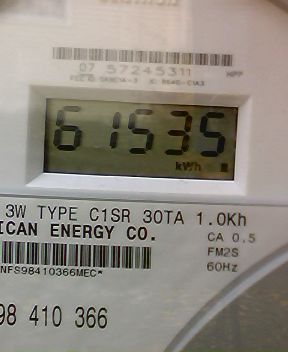 07 57245311 HPP
61535
kWh
3W TYPE C1SR 30TA 1.0Kh
ICAN ENERGY CO.
CA 0.5
FM2S
NFS98410366MEC*
60Hz
98 410 366